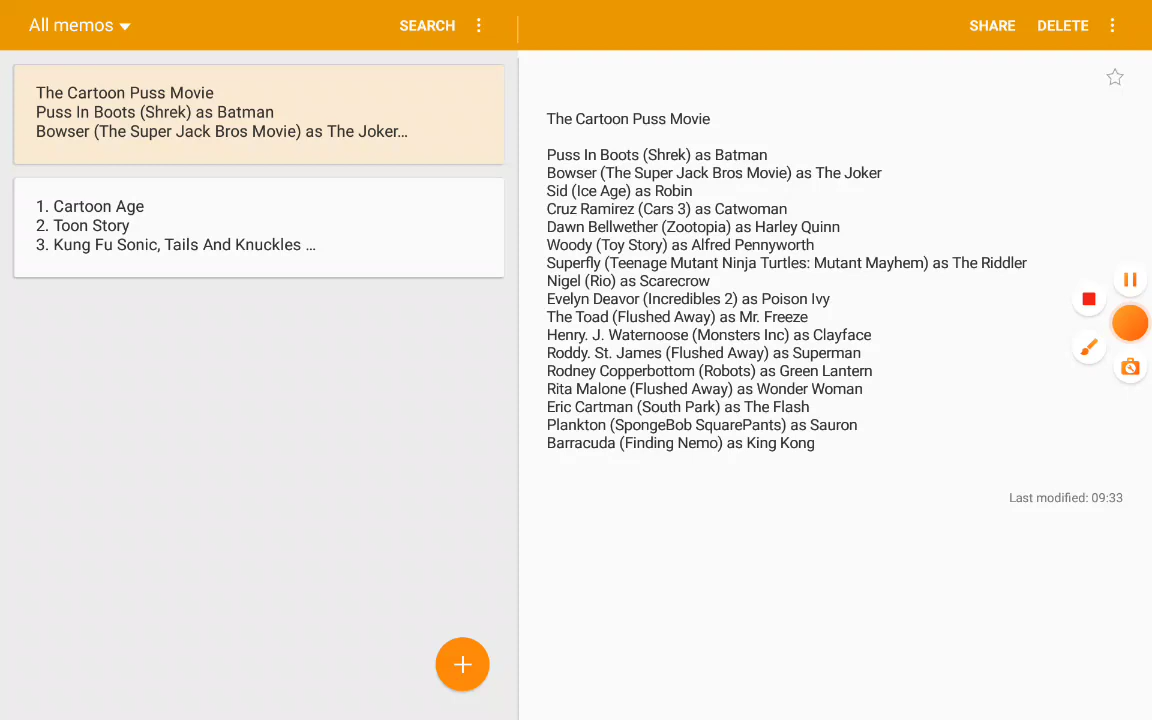 All memos
SEARCH
SHARE
DELETE
The Cartoon Puss Movie
Puss In Boots (Shrek) as Batman
Bowser (The Super Jack Bros Movie) as The Joker...
1. Cartoon Age
2. Toon Story
3. Kung Fu Sonic, Tails And Knuckles ...
The Cartoon Puss Movie
Puss In Boots (Shrek) as Batman
Bowser (The Super Jack Bros Movie) as The Joker
Sid (Ice Age) as Robin
Cruz Ramirez (Cars 3) as Catwoman
Dawn Bellwether (Zootopia) as Harley Quinn
Woody (Toy Story) as Alfred Pennyworth
Superfly (Teenage Mutant Ninja Turtles: Mutant Mayhem) as The Riddler
Nigel (Rio) as Scarecrow
Evelyn Deavor (Incredibles 2) as Poison Ivy
The Toad (Flushed Away) as Mr. Freeze
Henry. J. Waternoose (Monsters Inc) as Clayface
Roddy. St. James (Flushed Away) as Superman
Rodney Copperbottom (Robots) as Green Lantern
Rita Malone (Flushed Away) as Wonder Woman
Eric Cartman (South Park) as The Flash
Plankton (SpongeBob SquarePants) as Sauron
Barracuda (Finding Nemo) as King Kong
Last modified: 09:33